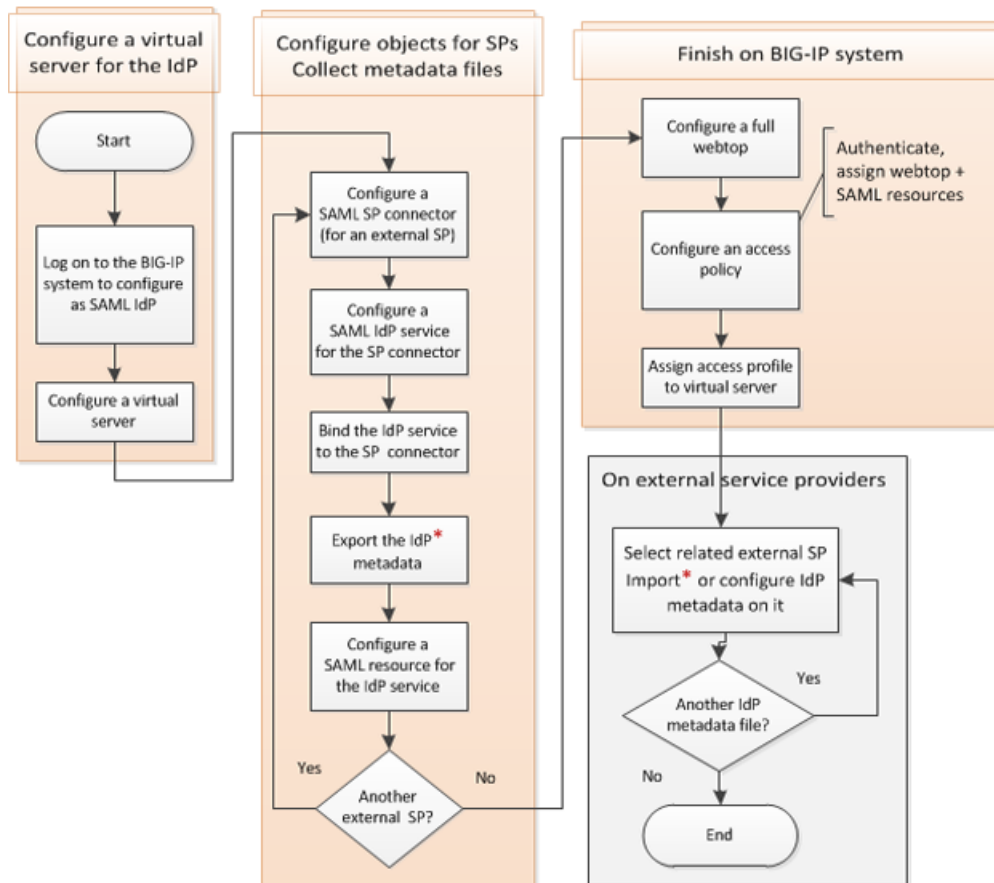 Configure a virtual
server for the IdP
Start
Log on to the BIG-IP
system to configure
as SAML IdP
Configure a virtual
server
Configure objects for SPs
Collect metadata files
Configure a
SAML SP connector
(for an external SP)
Configure a
SAML IdP service
for the SP connector
Bind the IdP service
to the SP connector
Export the IdP*
metadata
Configure a
SAML resource for
the IdP service
Yes
No
Another
external SP?
Finish on BIG-IP system
Configure a full
webtop
Authenticate,
assign webtop +
SAML resources
Configure an access
policy
Assign access profile
to virtual server
On external service providers
Select related external SP
Import* or configure IdP
metadata on it
Yes
Another IdP
metadata file?
No
End